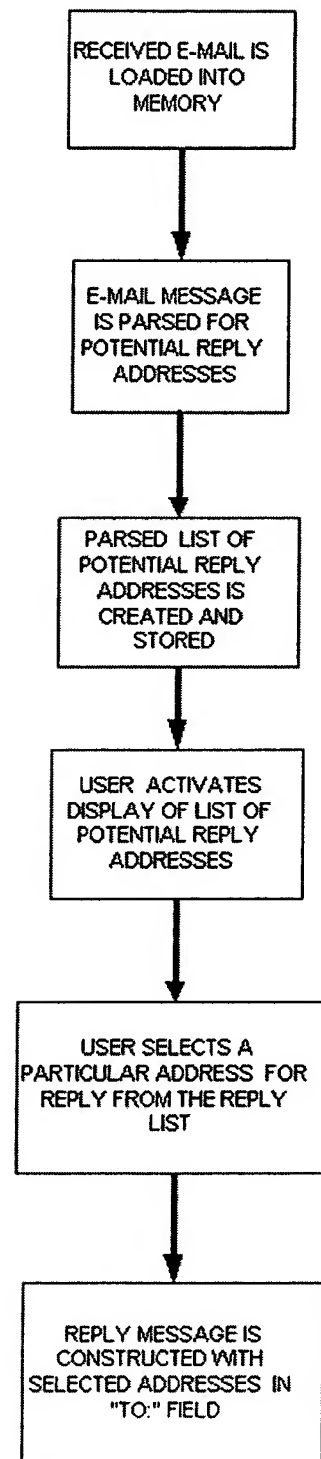 RECEIVED E-MAIL IS
LOADED INTO
MEMORY
E-MAIL MESSAGE
IS PARSED FOR
POTENTIAL REPLY
ADDRESSES
PARSED LIST OF
POTENTIAL REPLY
ADDRESSES IS
CREATED AND
STORED
USER ACTIVATES
DISPLAY OF LIST OF
POTENTIAL REPLY
ADDRESSES
USER SELECTS A
PARTICULAR ADDRESS FOR
REPLY FROM THE REPLY
LIST
REPLY MESSAGE IS
CONSTRUCTED WITH
SELECTED ADDRESSES IN
"TO:" FIELD